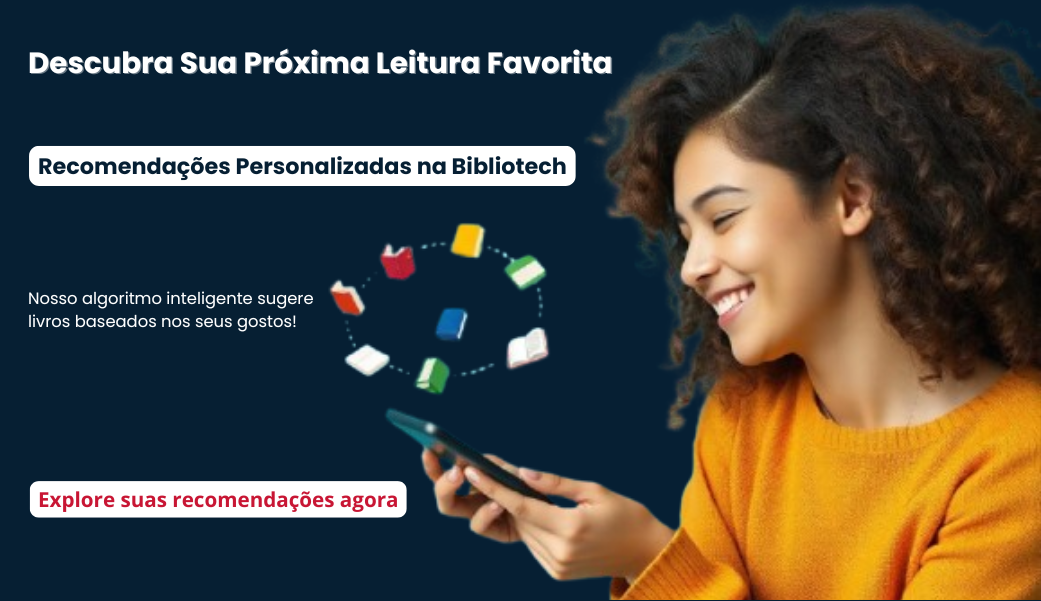 Descubra Sua Próxima Leitura Favorita
Recomendações Personalizadas na Bibliotech
Nosso algoritmo inteligente sugere
livros baseados nos seus gostos!
Explore suas recomendações agora